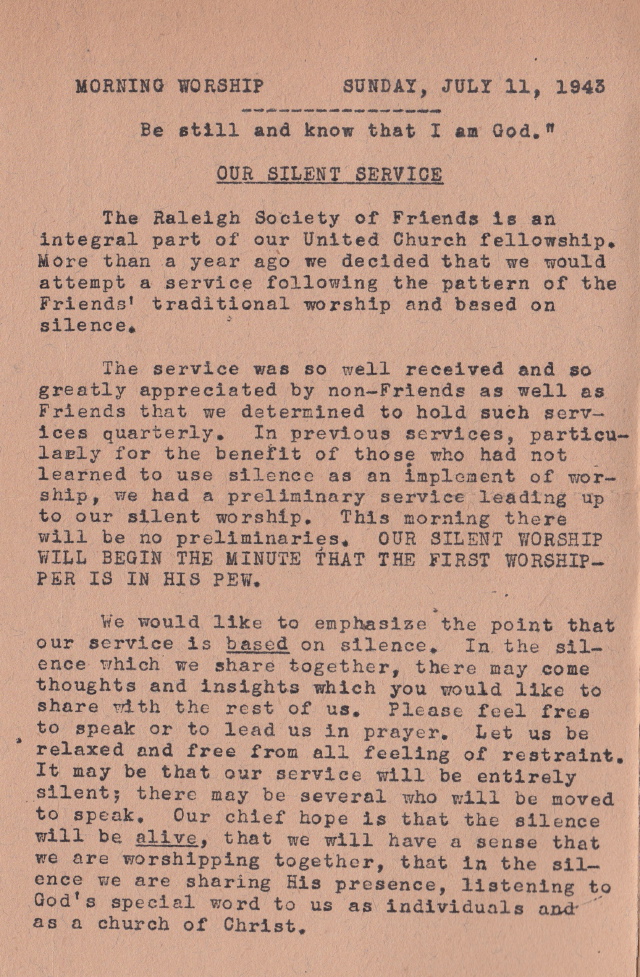 MORNING WORSHIP SUNDAY, JULY 11, 1943
Be still and know that I am God."
OUR SILENT SERVICE
The Raleigh Society of Friends is an
integral part of our United Church fellowship.
More than a year ago we decided that we would
attempt a service following the pattern of the
Friends' traditional worship and based on
silence.
The service was so well received and so
greatly appreciated by non-Friends as well as
Friends that we determined to hold such serv-
ices quarterly. In previous services, particu-
larly for the benefit of those who had not
learned to use silence as an implement of wor-
ship, we had a preliminary service leading up
to our silent worship. This morning there
will be no preliminaries. OUR SILENT WORSHIP
WILL BEGIN THE MINUTE THAT THE FIRST WORSHIP-
PER IS IN HIS PEW.
We would like to emphasize the point that
our service is based on silence. In the sil-
ence which we share together, there may come
thoughts and insights which you would like to
share with the rest of us. Please feel free
to speak or to lead us in prayer. Let us be
relaxed and free from all feeling of restraint.
It may be that our service will be entirely
silent; there may be several who will be moved
to speak. Our chief hope is that the silence
will be alive, that we will have a sense that
we are worshipping together, that in the sil-
ence we are sharing His presence, listening to
God's special word to us as individuals and
as a church of Christ.